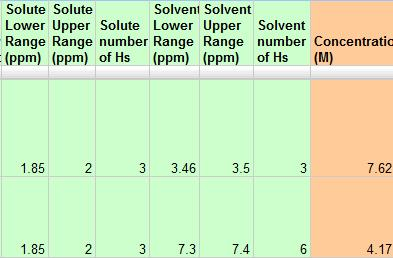 Solute
Lower
Range
(ppm)
Solute
Upper
Range
(ppm)
Solute
number
of Hs
Solvent
Lower
Range
(ppm)
Solvent
Upper
Range
(ppm)
Solvent
number
of Hs
Concentratio
(M)
1.85 2 3 3.46 3.5 3 7.62
1.85 2 3 7.3 7.4 6 4.17